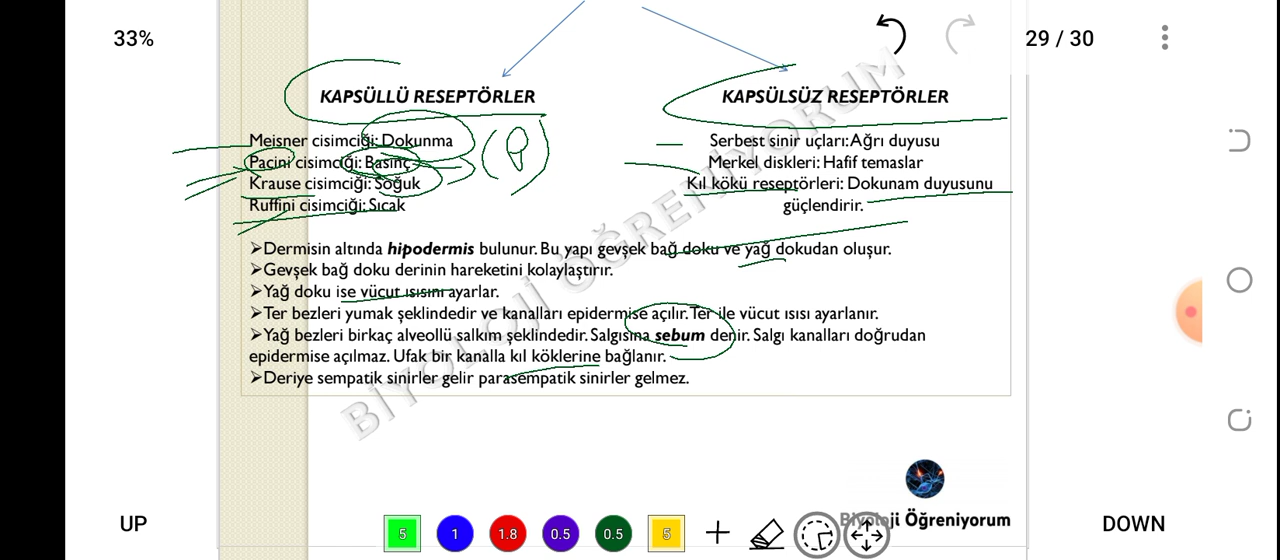 33%
29 / 30
KAPSÜLLÜ RESEPTÖRLER
KAPSÜLSÜZ RESEPTÖRLER
Meisner cisimciği: Dokunma
Pacini cisimciği: Basınç
Krause cisimciği: Soğuk
Ruffini cisimciği: Sıcak
Serbest sinir uçları: Ağrı duyusu
Merkel diskleri: Hafif temaslar
Kıl kökü reseptörleri: Dokunam duyusunu
güçlendirir.
➢Dermisin altında hipodermis bulunur. Bu yapı gevşek bağ doku ve yağ dokudan oluşur.
➢Gevşek bağ doku derinin hareketini kolaylaştırır.
➢Yağ doku ise vücut ısısını ayarlar.
➢Ter bezleri yumak şeklindedir ve kanalları epidermise açılır. Ter ile vücut ısısı ayarlanır.
➢Yağ bezleri birkaç alveollü salkım şeklindedir. Salgısına sebum denir. Salgı kanalları doğrudan
epidermise açılmaz. Ufak bir kanalla kıl köklerine bağlanır.
➢Deriye sempatik sinirler gelir parasempatik sinirler gelmez.
BİYOLOJİ ÖĞRENİYORUM
Biyoloji Öğreniyorum
UP
5
1
1.8
0.5
0.5
5
DOWN